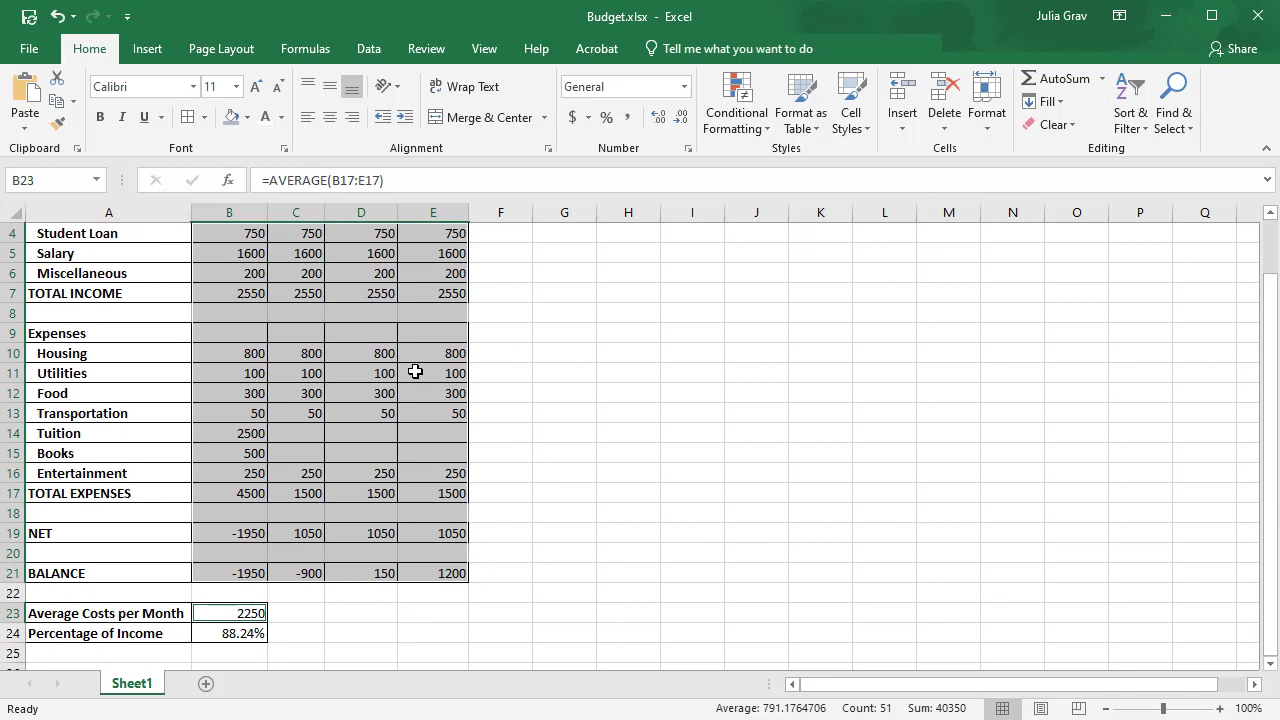 Budget.xlsx - Excel
Julia Grav
File Home Insert Page Layout Formulas Data Review View Help Acrobat Tell me what you want to do Share
Paste
Calibri 11
B I U A
Wrap Text
Merge & Center
General
$ % ,
Conditional Formatting
Format as Table
Cell Styles
Insert
Delete
Format
AutoSum
Fill
Clear
Sort & Filter
Find & Select
Clipboard Font Alignment Number Styles Cells Editing
B23 fx =AVERAGE(B17:E17)
A B C D E F G H I J K L M N O P Q
4 Student Loan 750 750 750 750
5 Salary 1600 1600 1600 1600
6 Miscellaneous 200 200 200 200
7 TOTAL INCOME 2550 2550 2550 2550
8
9 Expenses
10 Housing 800 800 800 800
11 Utilities 100 100 100 100
12 Food 300 300 300 300
13 Transportation 50 50 50 50
14 Tuition 2500
15 Books 500
16 Entertainment 250 250 250 250
17 TOTAL EXPENSES 4500 1500 1500 1500
18
19 NET -1950 1050 1050 1050
20
21 BALANCE -1950 -900 150 1200
22
23 Average Costs per Month 2250
24 Percentage of Income 88.24%
25
Sheet1
Ready Average: 791.1764706 Count: 51 Sum: 40350 100%